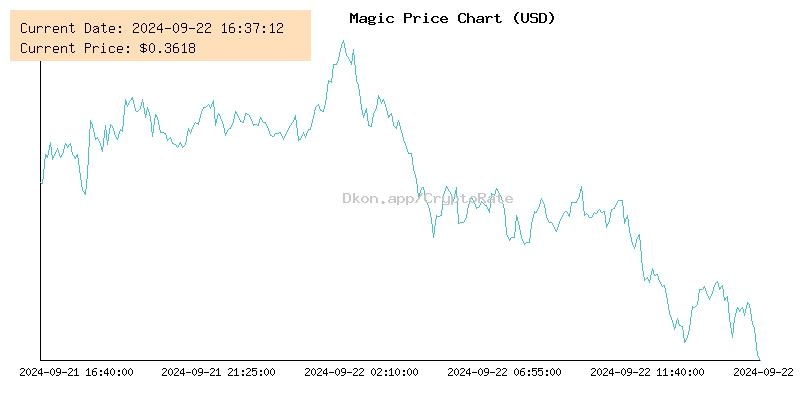 Magic Price Chart (USD)
Current Date: 2024-09-22 16:37:12
Current Price: $0.3618
Dkon.app/CryptoRate
2024-09-21 16:40:00 2024-09-21 21:25:00 2024-09-22 02:10:00 2024-09-22 06:55:00 2024-09-22 11:40:00 2024-09-22